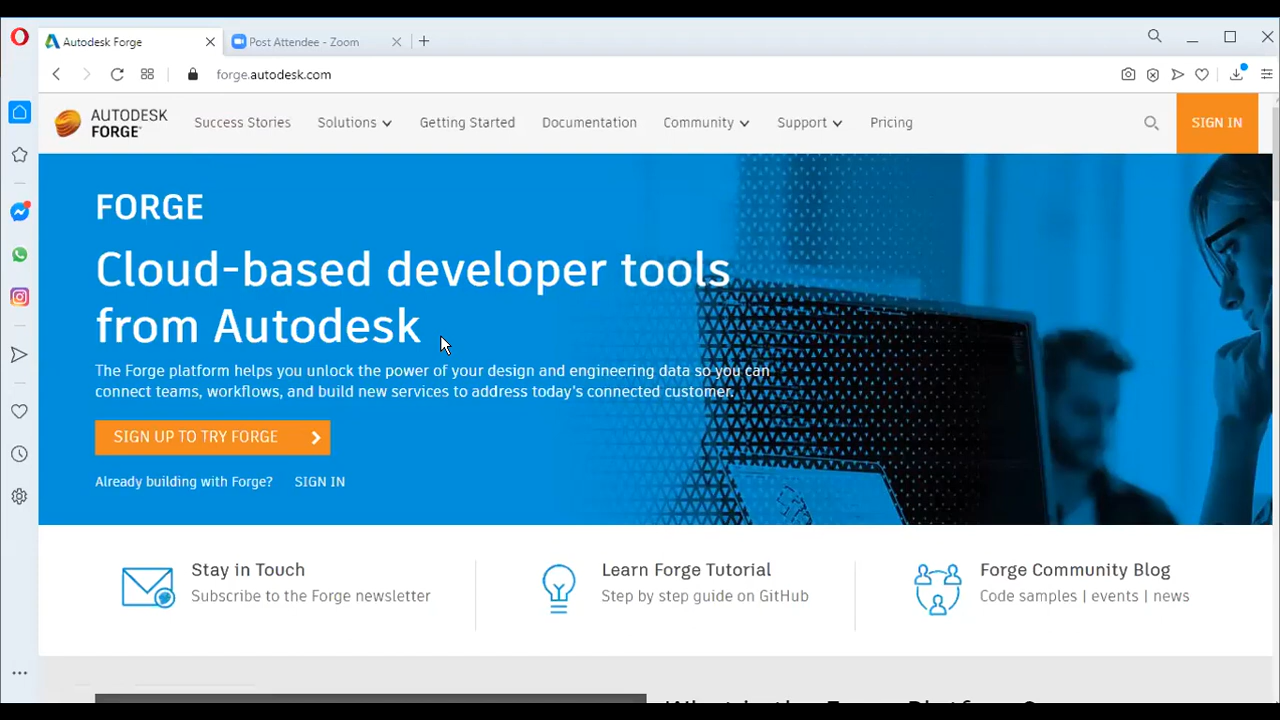 Autodesk Forge
Post Attendee - Zoom
forge.autodesk.com
AUTODESK
FORGE
Success Stories
Solutions
Getting Started
Documentation
Community
Support
Pricing
SIGN IN
FORGE
Cloud-based developer tools
from Autodesk
The Forge platform helps you unlock the power of your design and engineering data so you can
connect teams, workflows, and build new services to address today's connected customer.
SIGN UP TO TRY FORGE
Already building with Forge? SIGN IN
Stay in Touch
Subscribe to the Forge newsletter
Learn Forge Tutorial
Step by step guide on GitHub
Forge Community Blog
Code samples | events | news